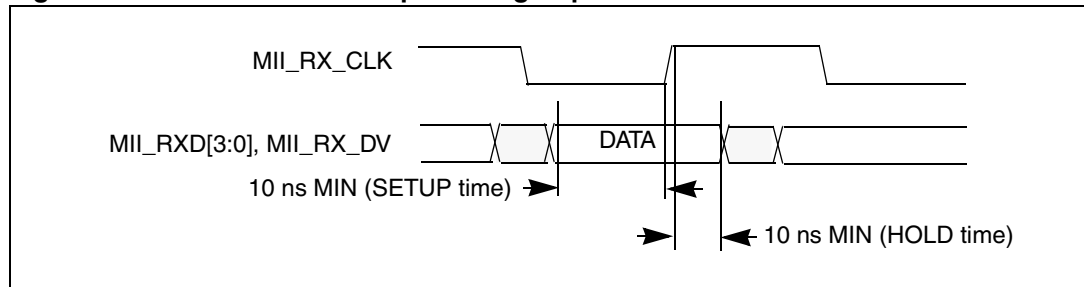 MII_RX_CLK
MII_RXD[3:0], MII_RX_DV
DATA
10 ns MIN (SETUP time)
10 ns MIN (HOLD time)